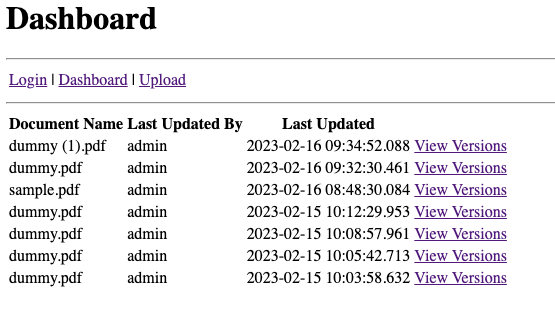 Dashboard
Login | Dashboard | Upload
Document Name Last Updated By Last Updated
dummy (1).pdf admin 2023-02-16 09:34:52.088 View Versions
dummy.pdf admin 2023-02-16 09:32:30.461 View Versions
sample.pdf admin 2023-02-16 08:48:30.084 View Versions
dummy.pdf admin 2023-02-15 10:12:29.953 View Versions
dummy.pdf admin 2023-02-15 10:08:57.961 View Versions
dummy.pdf admin 2023-02-15 10:05:42.713 View Versions
dummy.pdf admin 2023-02-15 10:03:58.632 View Versions